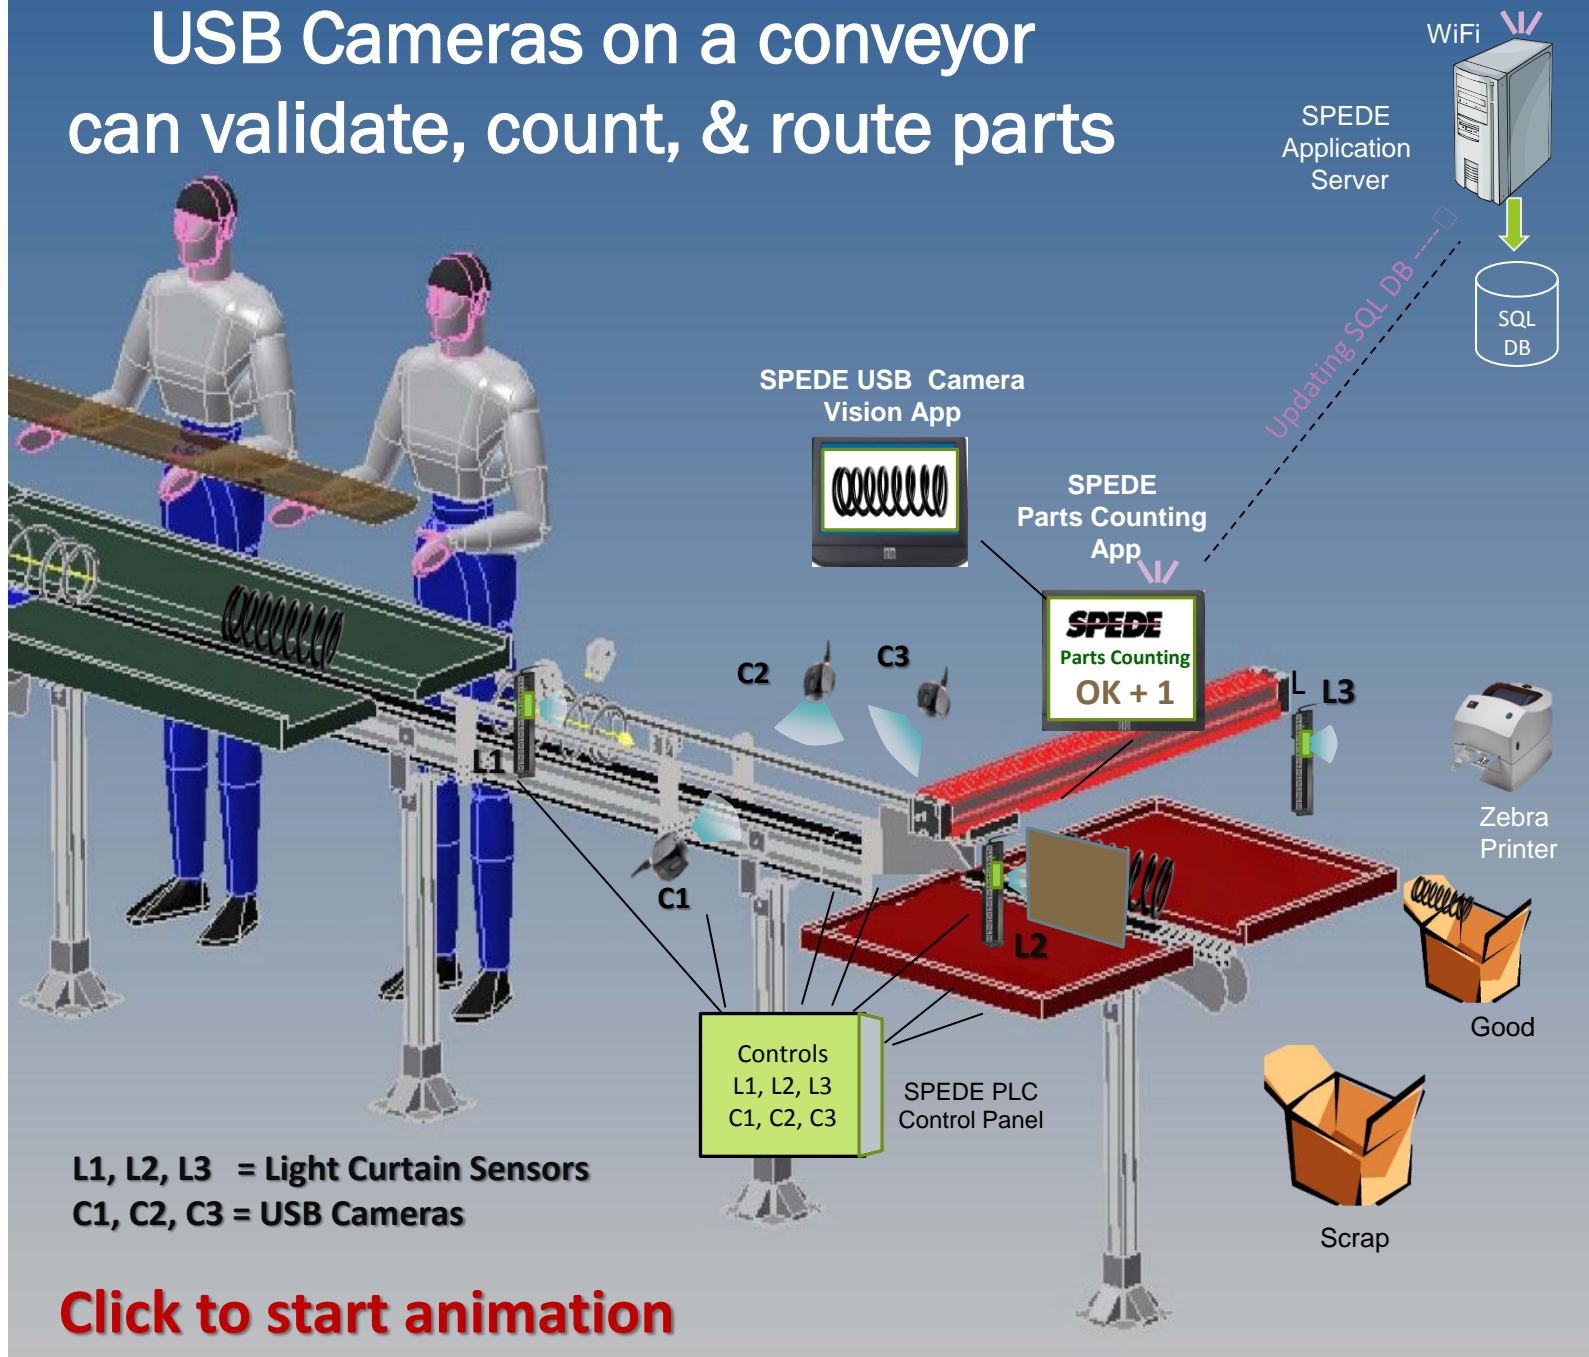 USB Cameras on a conveyor
can validate, count, & route parts
WiFi
SPEDE
Application
Server
SQL
DB
Updating SQL DB -----
SPEDE USB  Camera
Vision App
SPEDE
Parts Counting
App
SPEDE
Parts Counting
OK + 1
C2
C3
L L3
L1
C1
L2
Zebra
Printer
Good
Controls
L1, L2, L3
C1, C2, C3
SPEDE PLC
Control Panel
Scrap
L1, L2, L3   = Light Curtain Sensors
C1, C2, C3 = USB Cameras
Click to start animation